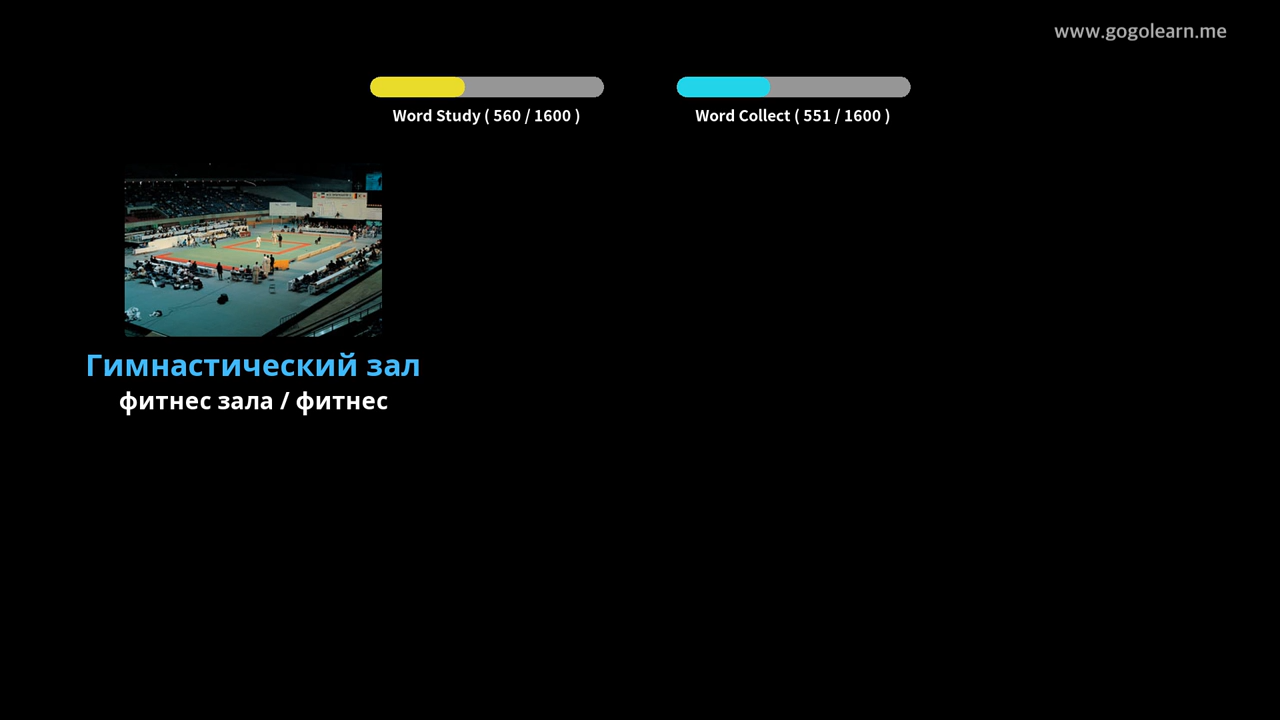 www.gogolearn.me
Word Study ( 560 / 1600 )
Word Collect ( 551 / 1600 )
Гимнастический зал
фитнес зала / фитнес